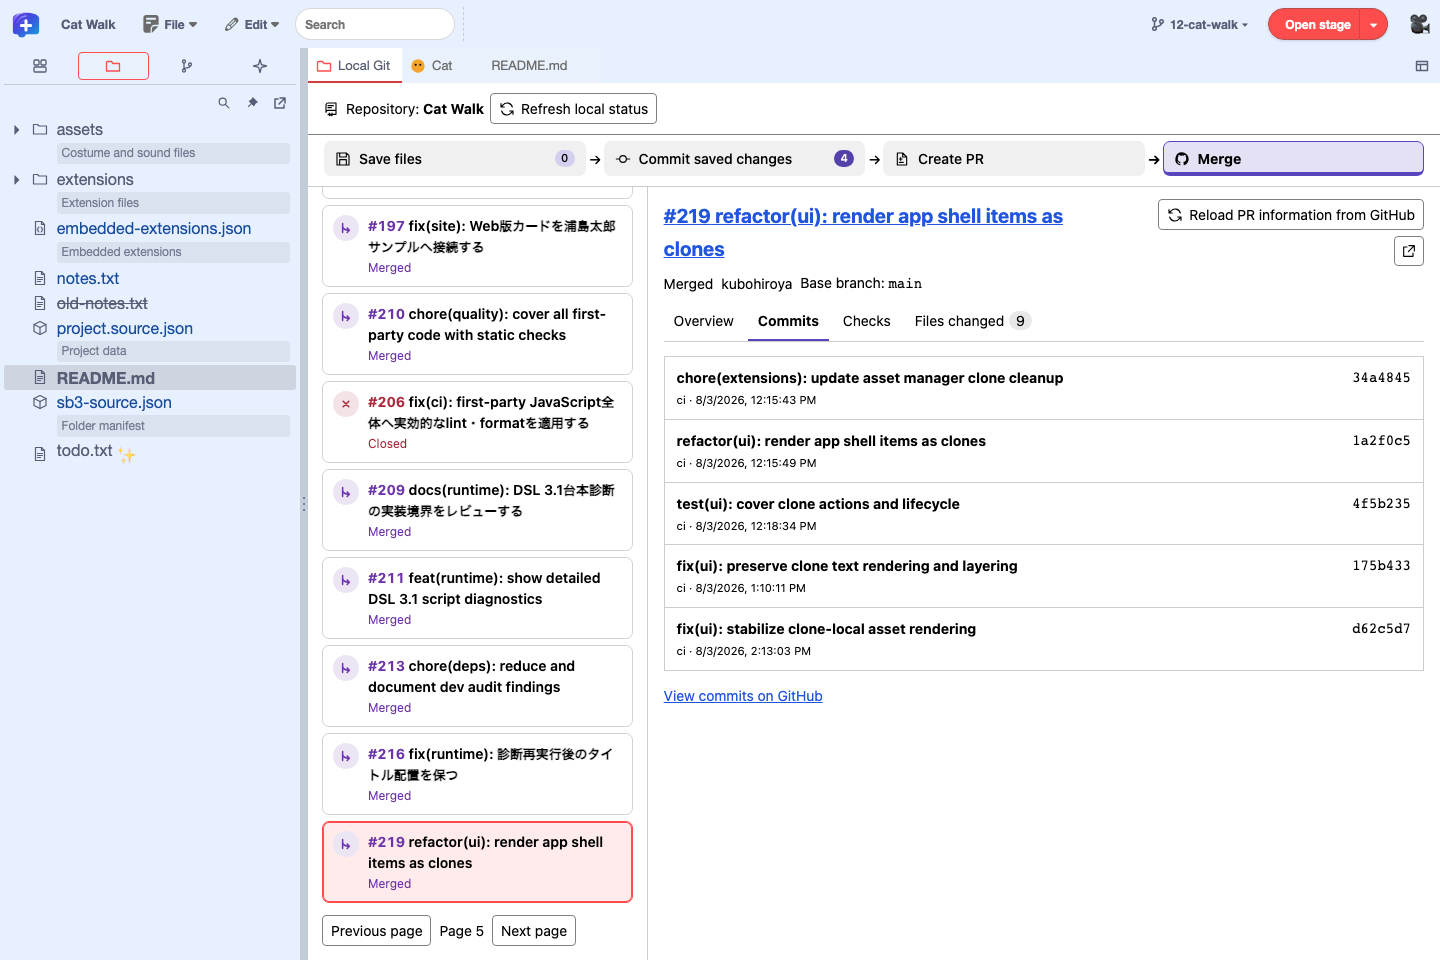 Cat Walk
File
Edit
Search
12-cat-walk
Open stage
Local Git
Cat
README.md
assets
Costume and sound files
extensions
Extension files
embedded-extensions.json
Embedded extensions
notes.txt
old-notes.txt
project.source.json
Project data
README.md
sb3-source.json
Folder manifest
todo.txt
Repository: Cat Walk
Refresh local status
Save files
0
Commit saved changes
4
Create PR
Merge
#197 fix(site): Web版カードを浦島太郎
サンプルへ接続する
Merged
#210 chore(quality): cover all first-
party code with static checks
Merged
#206 fix(ci): first-party JavaScript全
体へ実効的なlint・formatを適用する
Closed
#209 docs(runtime): DSL 3.1台本診断
の実装境界をレビューする
Merged
#211 feat(runtime): show detailed
DSL 3.1 script diagnostics
Merged
#213 chore(deps): reduce and
document dev audit findings
Merged
#216 fix(runtime): 診断再実行後のタイ
トル配置を保つ
Merged
#219 refactor(ui): render app shell
items as clones
Merged
Previous page
Page 5
Next page
#219 refactor(ui): render app shell items as
clones
Reload PR information from GitHub
Merged kubohiroya Base branch: main
Overview
Commits
Checks
Files changed 9
chore(extensions): update asset manager clone cleanup
34a4845
ci · 8/3/2026, 12:15:43 PM
refactor(ui): render app shell items as clones
1a2f0c5
ci · 8/3/2026, 12:15:49 PM
test(ui): cover clone actions and lifecycle
4f5b235
ci · 8/3/2026, 12:18:34 PM
fix(ui): preserve clone text rendering and layering
175b433
ci · 8/3/2026, 1:10:11 PM
fix(ui): stabilize clone-local asset rendering
d62c5d7
ci · 8/3/2026, 2:13:03 PM
View commits on GitHub